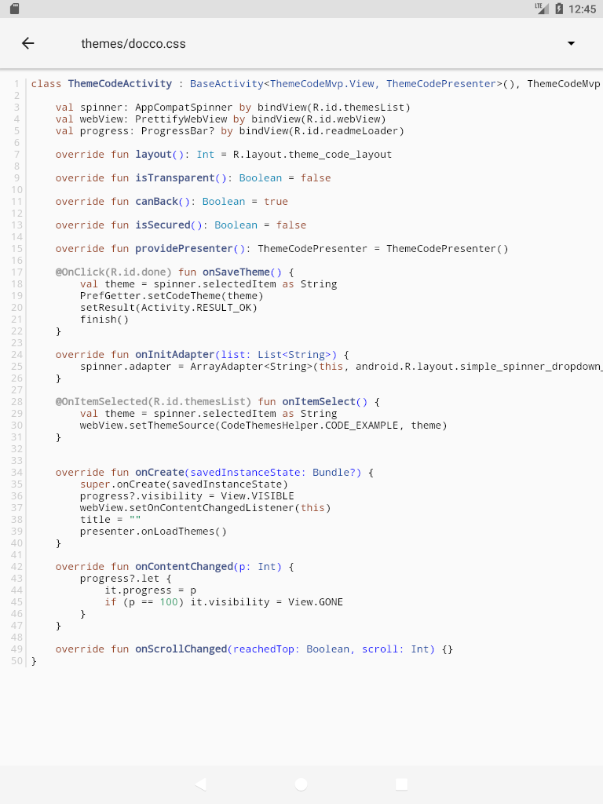 LTE 12:45
themes/docco.css
1 class ThemeCodeActivity : BaseActivity<ThemeCodeMvp.View, ThemeCodePresenter>(), ThemeCodeMvp
2
3     val spinner: AppCompatSpinner by bindView(R.id.themesList)
4     val webView: PrettifyWebView by bindView(R.id.webView)
5     val progress: ProgressBar? by bindView(R.id.readmeLoader)
6
7     override fun layout(): Int = R.layout.theme_code_layout
8
9     override fun isTransparent(): Boolean = false
10
11     override fun canBack(): Boolean = true
12
13     override fun isSecured(): Boolean = false
14
15     override fun providePresenter(): ThemeCodePresenter = ThemeCodePresenter()
16
17     @OnClick(R.id.done) fun onSaveTheme() {
18         val theme = spinner.selectedItem as String
19         PrefGetter.setCodeTheme(theme)
20         setResult(Activity.RESULT_OK)
21         finish()
22     }
23
24     override fun onInitAdapter(list: List<String>) {
25         spinner.adapter = ArrayAdapter<String>(this, android.R.layout.simple_spinner_dropdown_
26     }
27
28     @OnItemSelected(R.id.themesList) fun onItemSelect() {
29         val theme = spinner.selectedItem as String
30         webView.setThemeSource(CodeThemesHelper.CODE_EXAMPLE, theme)
31     }
32
33
34     override fun onCreate(savedInstanceState: Bundle?) {
35         super.onCreate(savedInstanceState)
36         progress?.visibility = View.VISIBLE
37         webView.setOnContentChangedListener(this)
38         title = ""
39         presenter.onLoadThemes()
40     }
41
42     override fun onContentChanged(p: Int) {
43         progress?.let {
44             it.progress = p
45             if (p == 100) it.visibility = View.GONE
46         }
47     }
48
49     override fun onScrollChanged(reachedTop: Boolean, scroll: Int) {}
50 }